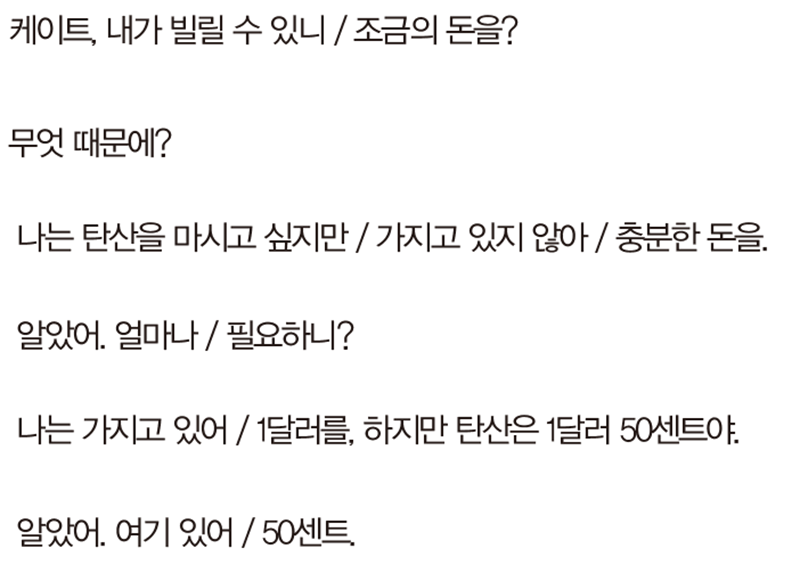 케이트, 내가 빌릴 수 있니 / 조금의 돈을?
무엇 때문에?
나는 탄산을 마시고 싶지만 / 가지고 있지 않아 / 충분한 돈을.
알았어. 얼마나 / 필요하니?
나는 가지고 있어 / 1달러를, 하지만 탄산은 1달러 50센트야.
알았어. 여기 있어 / 50센트.